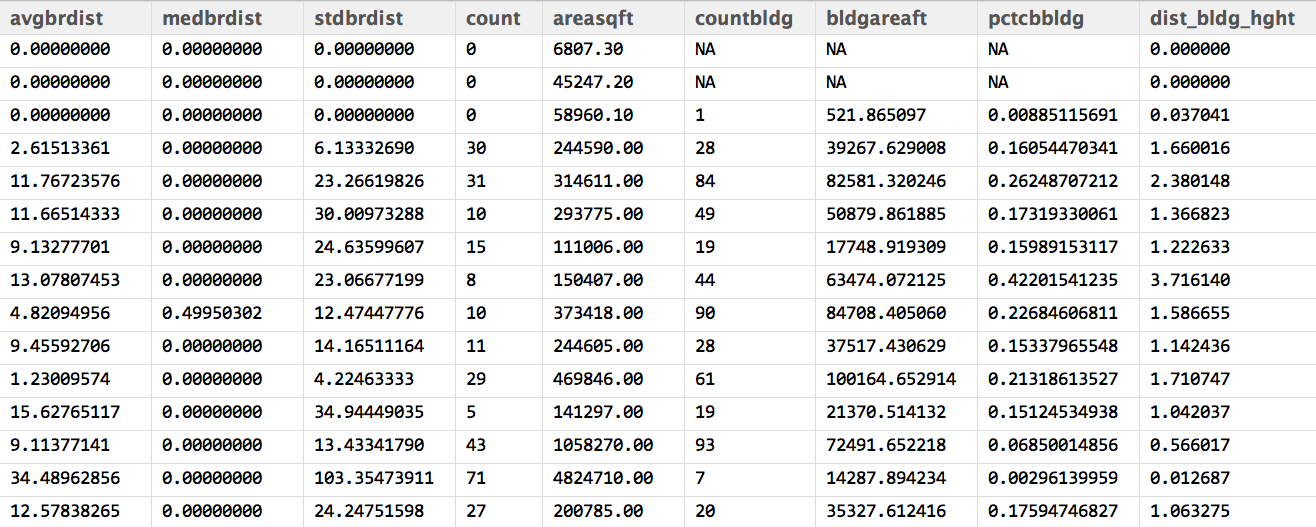 avgbrdist medbrdist stdbrdist count areasqft countbldg bldgareaft pctcbbldg dist_bldg_hght
0.00000000 0.00000000 0.00000000 0 6807.30 NA NA NA 0.000000
0.00000000 0.00000000 0.00000000 0 45247.20 NA NA NA 0.000000
0.00000000 0.00000000 0.00000000 0 58960.10 1 521.865097 0.00885115691 0.037041
2.61513361 0.00000000 6.13332690 30 244590.00 28 39267.629008 0.16054470341 1.660016
11.76723576 0.00000000 23.26619826 31 314611.00 84 82581.320246 0.26248707212 2.380148
11.66514333 0.00000000 30.00973288 10 293775.00 49 50879.861885 0.17319330061 1.366823
9.13277701 0.00000000 24.63599607 15 111006.00 19 17748.919309 0.15989153117 1.222633
13.07807453 0.00000000 23.06677199 8 150407.00 44 63474.072125 0.42201541235 3.716140
4.82094956 0.49950302 12.47447776 10 373418.00 90 84708.405060 0.22684606811 1.586655
9.45592706 0.00000000 14.16511164 11 244605.00 28 37517.430629 0.15337965548 1.142436
1.23009574 0.00000000 4.22463333 29 469846.00 61 100164.652914 0.21318613527 1.710747
15.62765117 0.00000000 34.94449035 5 141297.00 19 21370.514132 0.15124534938 1.042037
9.11377141 0.00000000 13.43341790 43 1058270.00 93 72491.652218 0.06850014856 0.566017
34.48962856 0.00000000 103.35473911 71 4824710.00 7 14287.894234 0.00296139959 0.012687
12.57838265 0.00000000 24.24751598 27 200785.00 20 35327.612416 0.17594746827 1.063275